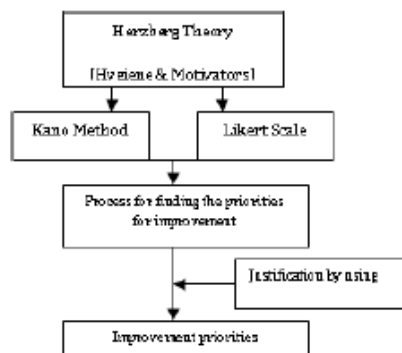 Herzberg Theory
[Hygiene & Motivators]
Kano Method
Likert Scale
Process for finding the priorities
for improvement
Justification by using
Improvement priorities